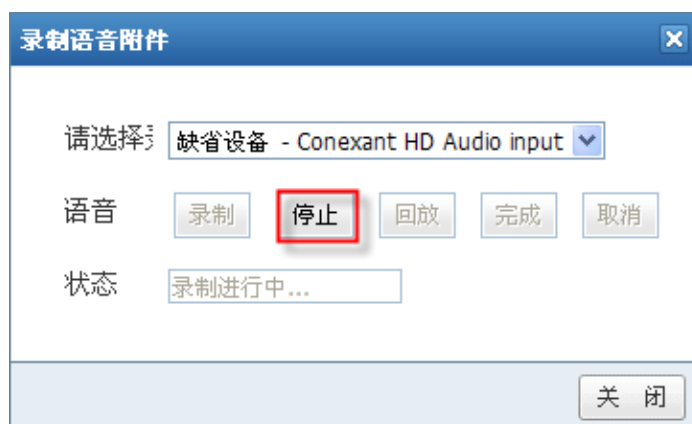 录制语音附件
请选择 缺省设备 - Conexant HD Audio input
语音 录制 停止 回放 完成 取消
状态 录制进行中...
关 闭